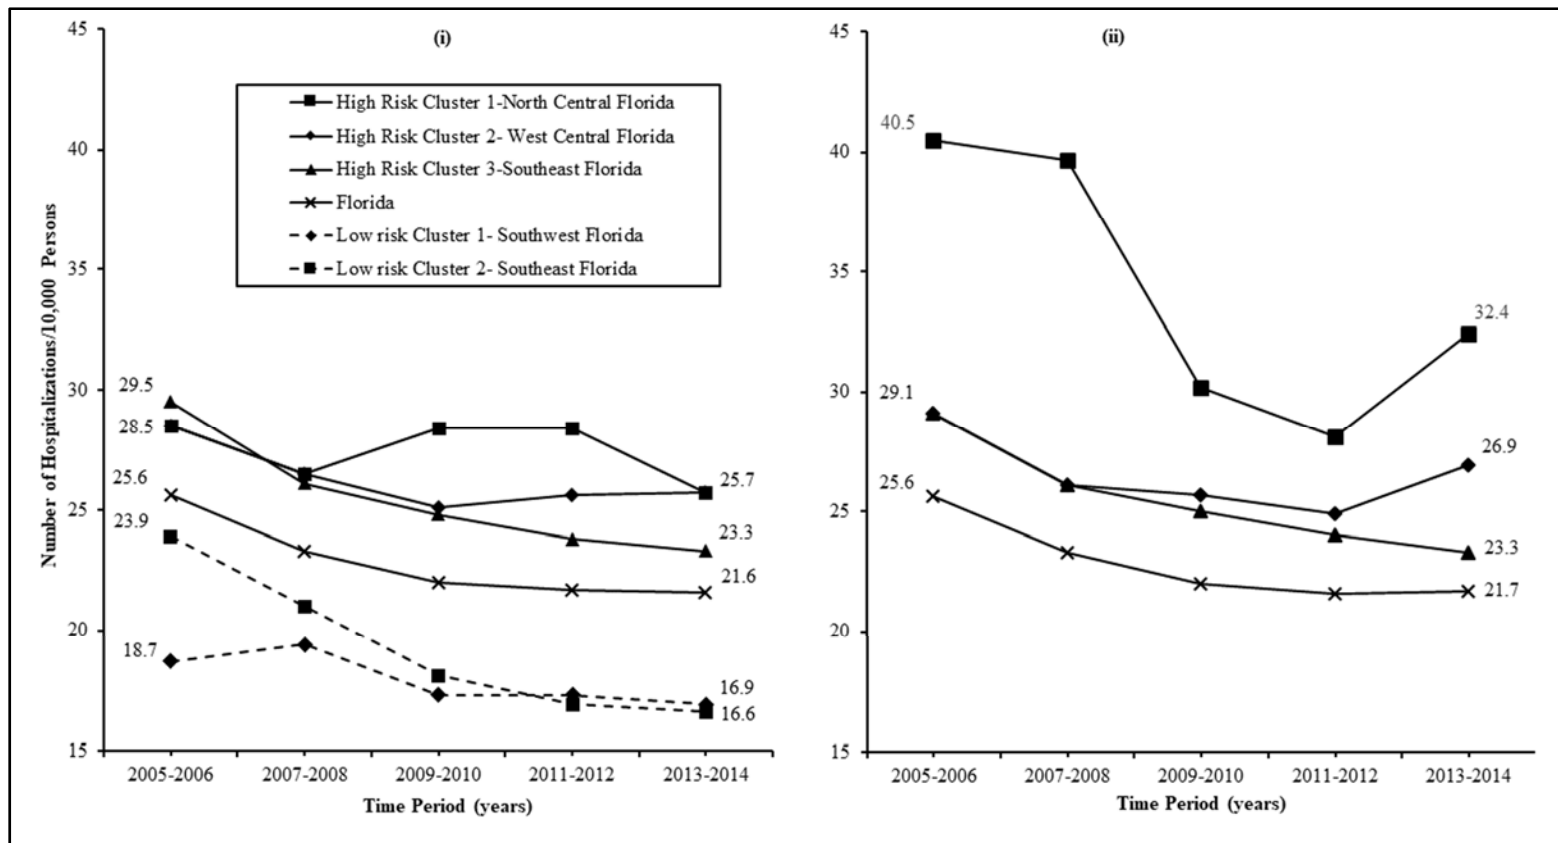 (i)
45
40
35
30
25
20
15
Number of Hospitalizations/10,000 Persons
High Risk Cluster 1-North Central Florida
High Risk Cluster 2- West Central Florida
High Risk Cluster 3-Southeast Florida
Florida
Low risk Cluster 1- Southwest Florida
Low risk Cluster 2- Southeast Florida
29.5
28.5
25.6
23.9
18.7
25.7
23.3
21.6
16.9
16.6
2005-2006 2007-2008 2009-2010 2011-2012 2013-2014
Time Period (years)
(ii)
45
40
35
30
25
20
15
40.5
29.1
25.6
32.4
26.9
23.3
21.7
2005-2006 2007-2008 2009-2010 2011-2012 2013-2014
Time Period (years)